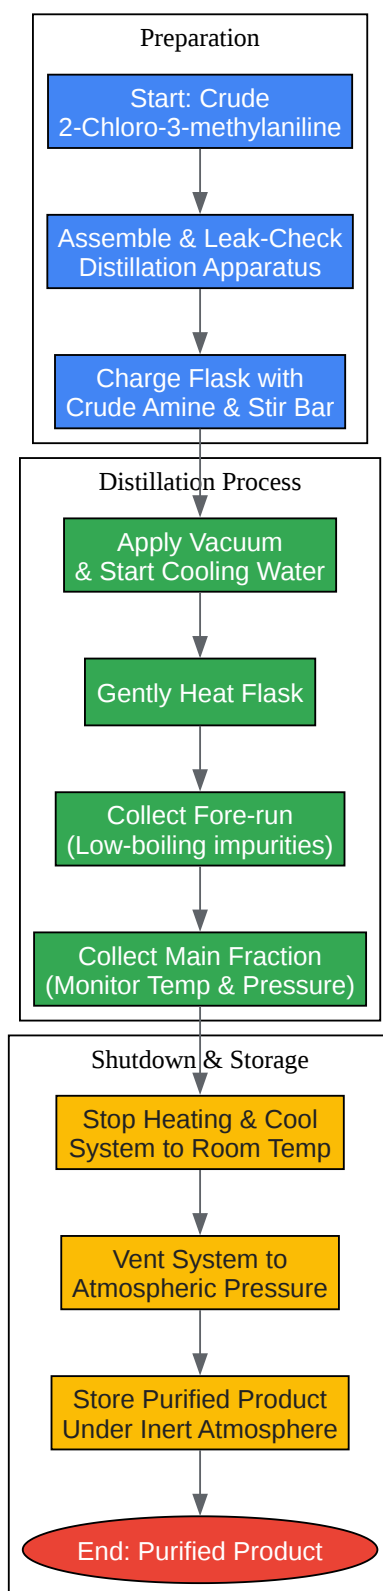 Preparation
Start: Crude
2-Chloro-3-methylaniline
Assemble & Leak-Check
Distillation Apparatus
Charge Flask with
Crude Amine & Stir Bar
Distillation Process
Apply Vacuum
& Start Cooling Water
Gently Heat Flask
Collect Fore-run
(Low-boiling impurities)
Collect Main Fraction
(Monitor Temp & Pressure)
Shutdown & Storage
Stop Heating & Cool
System to Room Temp
Vent System to
Atmospheric Pressure
Store Purified Product
Under Inert Atmosphere
End: Purified Product